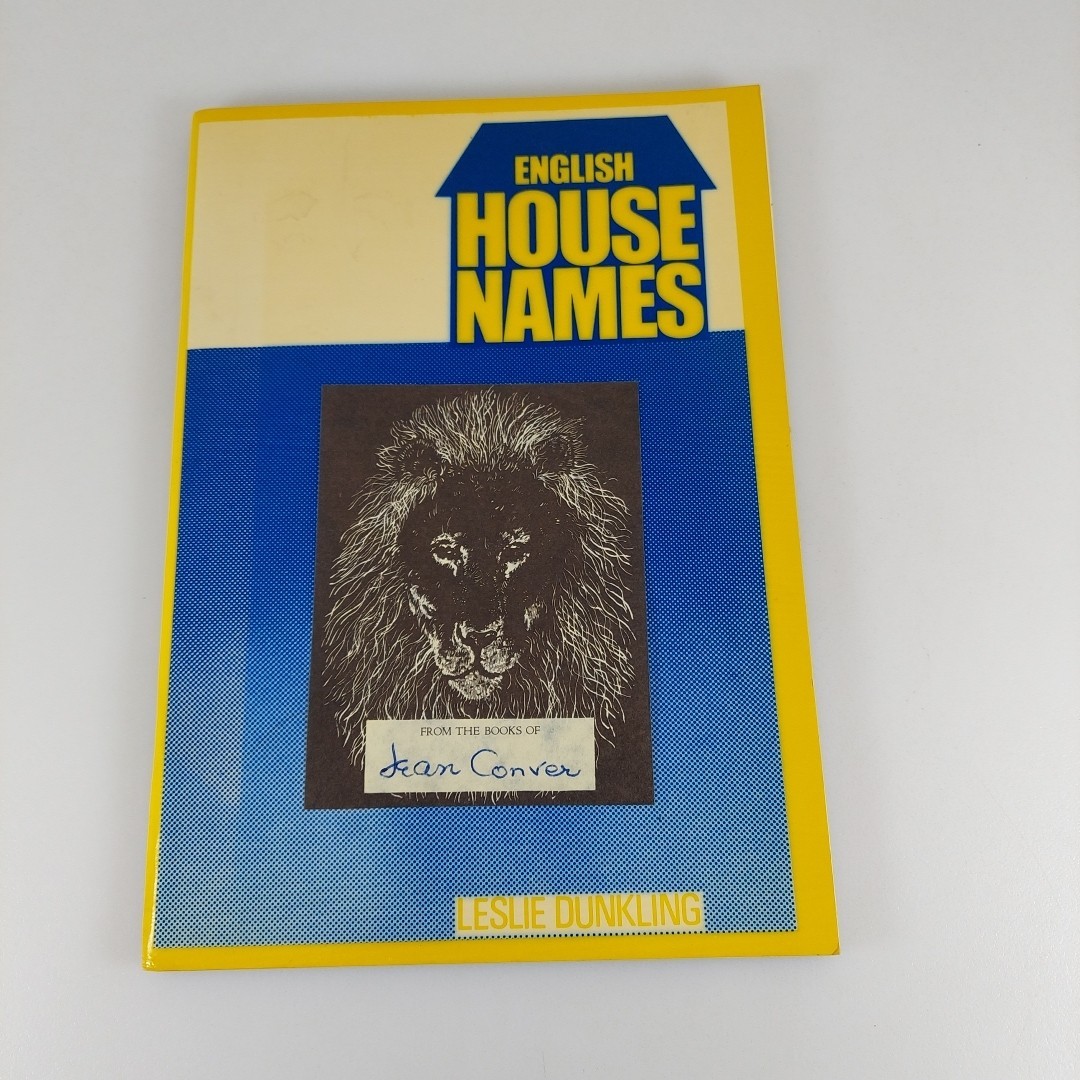 ENGLISH
HOUSE
NAMES
FROM THE BOOKS OF
Jean Conver
LESLIE DUNKLING